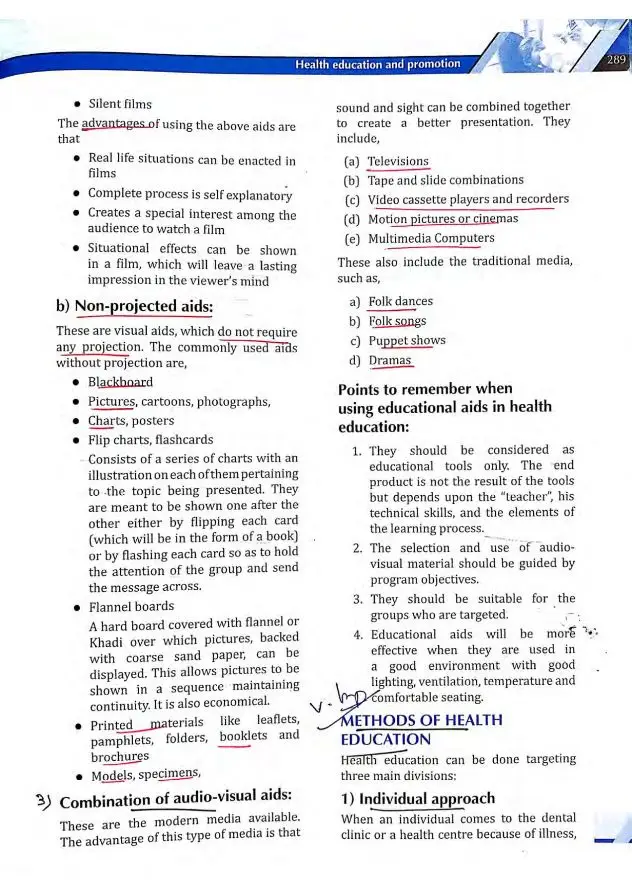 Health education and promotion
289
• Silent films
The advantages of using the above aids are
that
• Real life situations can be enacted in
films
• Complete process is self explanatory
• Creates a special interest among the
audience to watch a film
• Situational effects can be shown
in a film, which will leave a lasting
impression in the viewer's mind
b) Non-projected aids:
These are visual aids, which do not require
any projection. The commonly used aids
without projection are,
• Blackboard
• Pictures, cartoons, photographs,
• Charts, posters
• Flip charts, flashcards
Consists of a series of charts with an
illustration on each of them pertaining
to the topic being presented. They
are meant to be shown one after the
other either by flipping each card
(which will be in the form of a book)
or by flashing each card so as to hold
the attention of the group and send
the message across.
• Flannel boards
A hard board covered with flannel or
Khadi over which pictures, backed
with coarse sand paper, can be
displayed. This allows pictures to be
shown in a sequence maintaining
continuity. It is also economical.
• Printed materials like leaflets,
pamphlets, folders, booklets and
brochures
• Models, specimens,
3) Combination of audio-visual aids:
These are the modern media available.
The advantage of this type of media is that
sound and sight can be combined together
to create a better presentation. They
include,
(a) Televisions
(b) Tape and slide combinations
(c) Video cassette players and recorders
(d) Motion pictures or cinemas
(e) Multimedia Computers
These also include the traditional media,
such as,
a) Folk dances
b) Folk songs
c) Puppet shows
d) Dramas
Points to remember when
using educational aids in health
education:
1. They should be considered as
educational tools only. The end
product is not the result of the tools
but depends upon the "teacher", his
technical skills, and the elements of
the learning process.
2. The selection and use of audio-
visual material should be guided by
program objectives.
3. They should be suitable for the
groups who are targeted.
4. Educational aids will be more
effective when they are used in
a good environment with good
lighting, ventilation, temperature and
comfortable seating.
V. Imp
METHODS OF HEALTH
EDUCATION
Health education can be done targeting
three main divisions:
1) Individual approach
When an individual comes to the dental
clinic or a health centre because of illness,